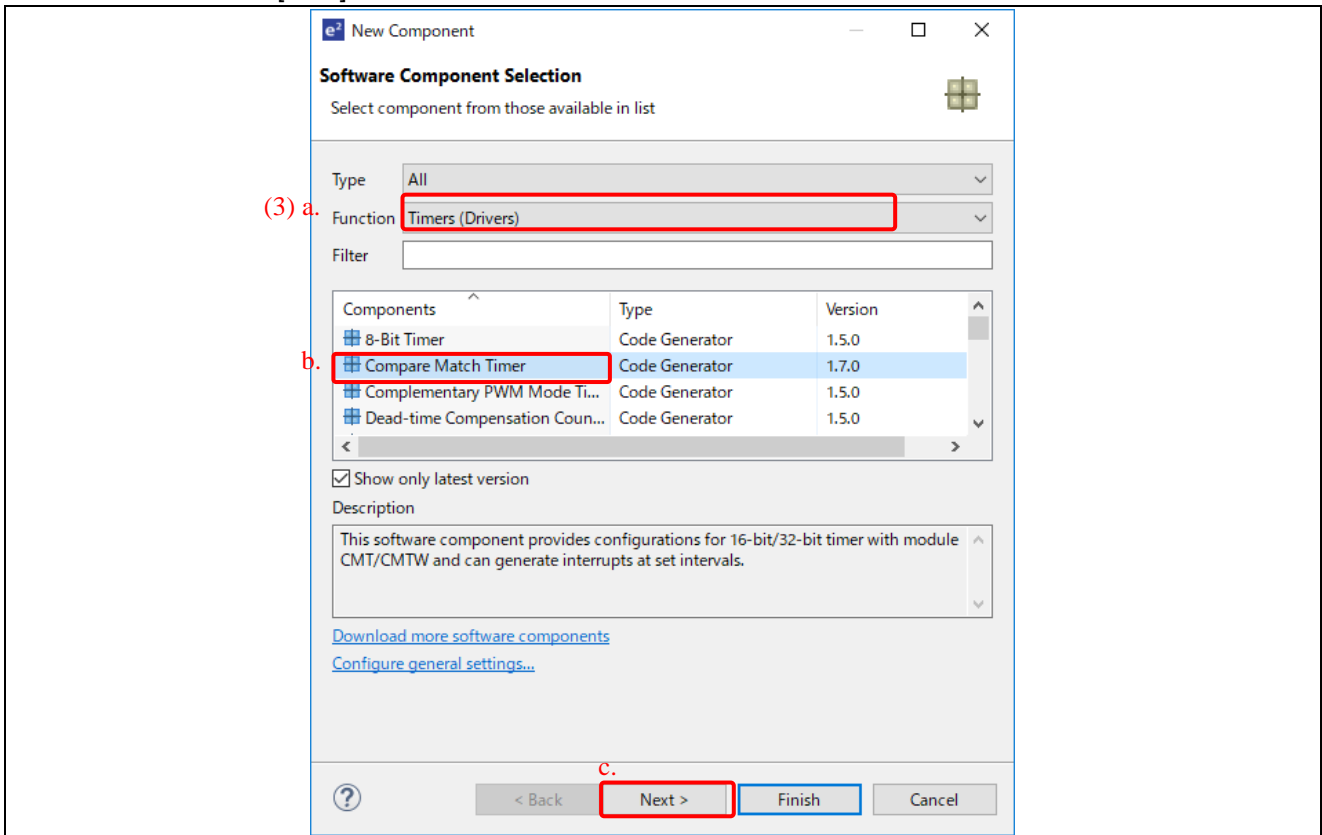 e² New Component
Software Component Selection
Select component from those available in list
Type All
(3) a.
Function Timers (Drivers)
Filter
Components Type Version
8-Bit Timer Code Generator 1.5.0
b.
Compare Match Timer Code Generator 1.7.0
Complementary PWM Mode Ti... Code Generator 1.5.0
Dead-time Compensation Coun... Code Generator 1.5.0
Show only latest version
Description
This software component provides configurations for 16-bit/32-bit timer with module
CMT/CMTW and can generate interrupts at set intervals.
Download more software components
Configure general settings...
c.
? < Back Next > Finish Cancel